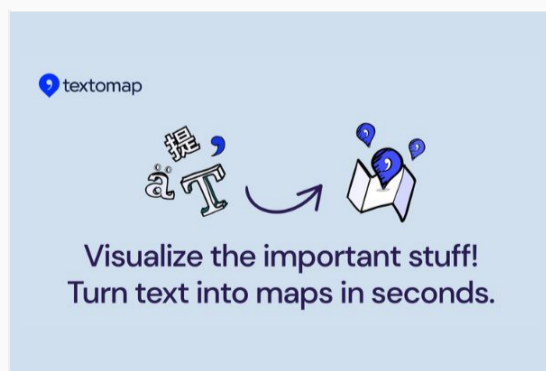 textomap
提 ,
ä T
Visualize the important stuff!
Turn text into maps in seconds.